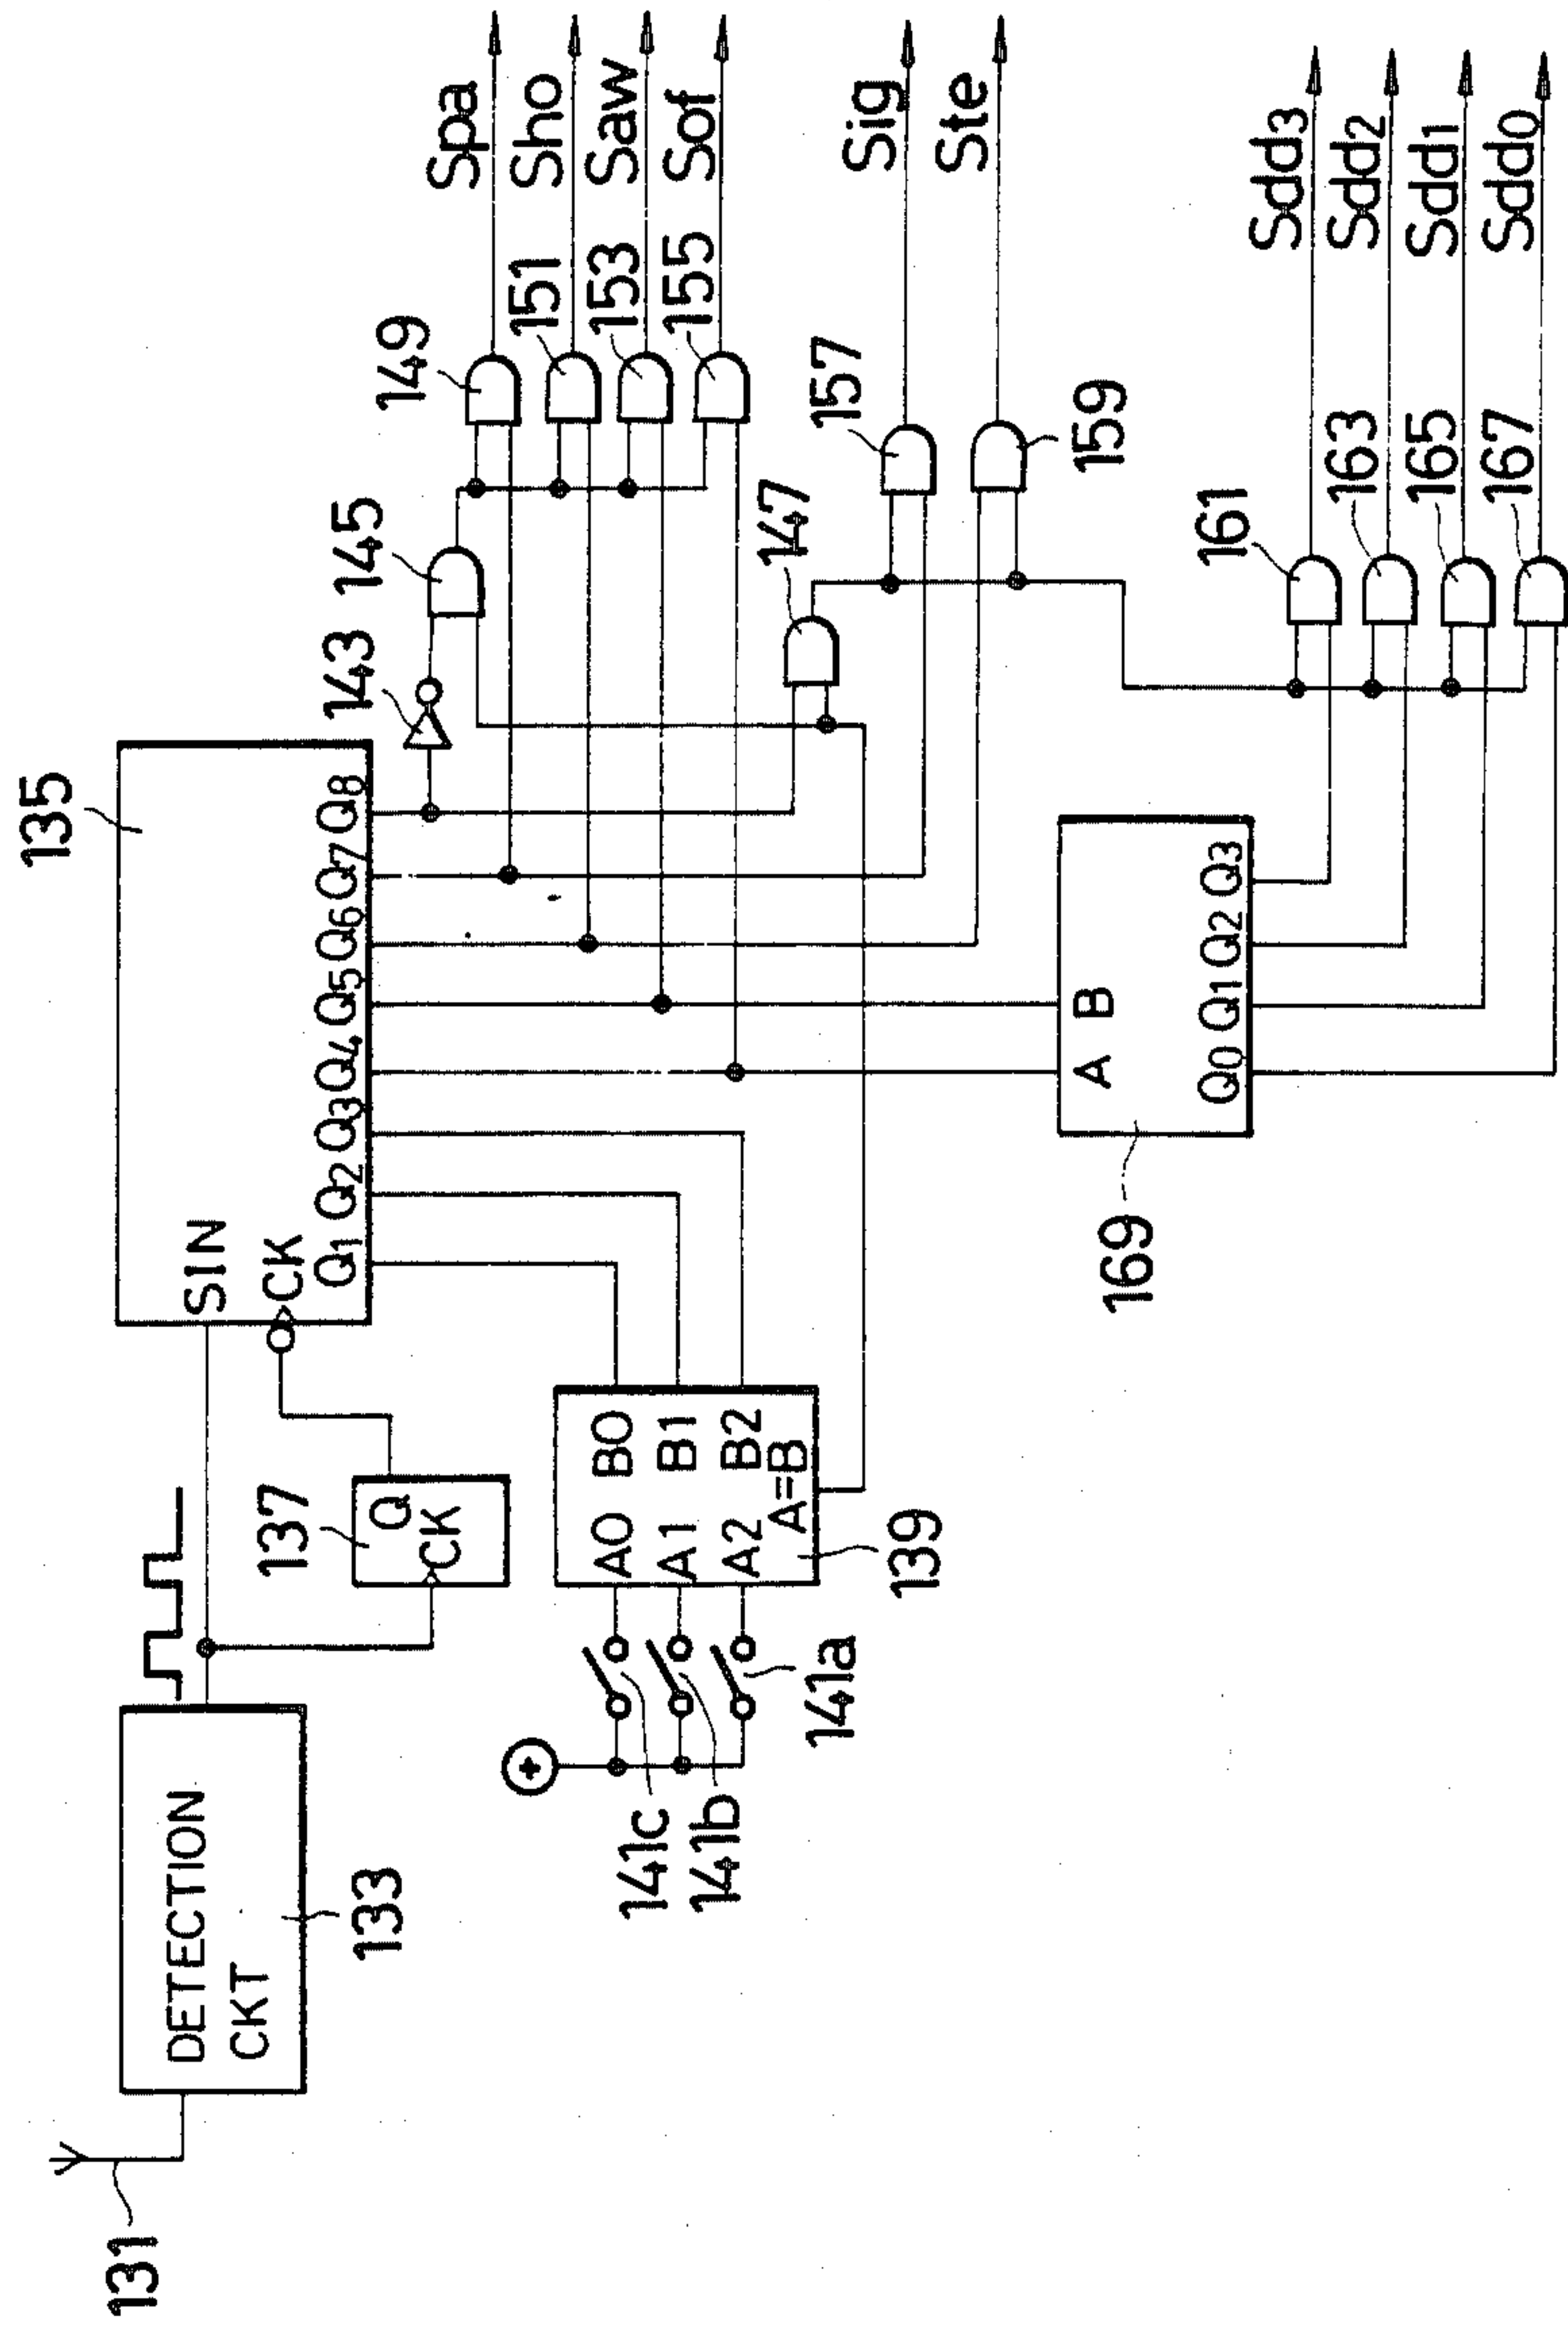 131
DETECTION
CKT
133
137
Q
CK
135
SIN
CK
Q1 Q2 Q3 Q4 Q5 Q6 Q7 Q8
141c
141b
141a
A0 B0
A1 B1
A2 B2
A=B
139
143
145
147
149
151
153
155
157
159
161
163
165
167
169
A B
Q0 Q1 Q2 Q3
Spa
Sho
Saw
Sof
Sig
Ste
Sdd3
Sdd2
Sdd1
Sdd0